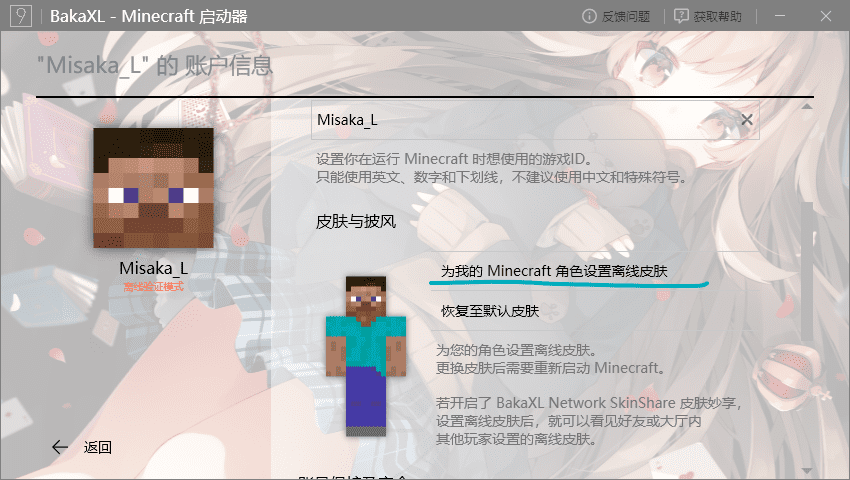 BakaXL - Minecraft 启动器
反馈问题
获取帮助
"Misaka_L" 的 账户信息
Misaka_L
设置你在运行 Minecraft 时想使用的游戏ID。
只能使用英文、数字和下划线，不建议使用中文和特殊符号。
皮肤与披风
Misaka_L
离线验证模式
为我的 Minecraft 角色设置离线皮肤
恢复至默认皮肤
为您的角色设置离线皮肤。
更换皮肤后需要重新启动 Minecraft。
若开启了 BakaXL Network SkinShare 皮肤妙享，
设置离线皮肤后，就可以看见好友或大厅内
其他玩家设置的离线皮肤。
返回